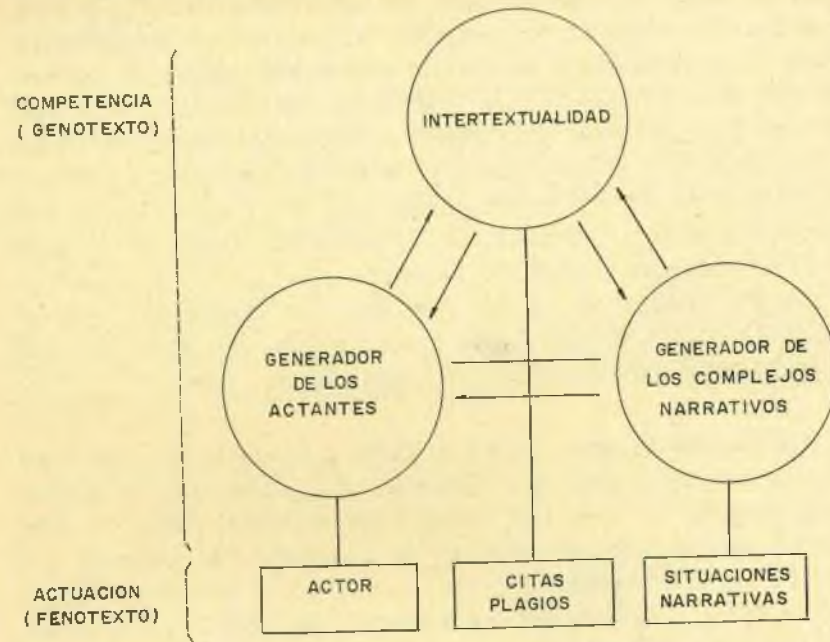 COMPETENCIA
( GENOTEXTO)
INTERTEXTUALIDAD
GENERADOR
DE LOS
ACTANTES
GENERADOR DE
LOS COMPLEJOS
NARRATIVOS
ACTUACION
( FENOTEXTO)
ACTOR
CITAS
PLAGIOS
SITUACIONES
NARRATIVAS